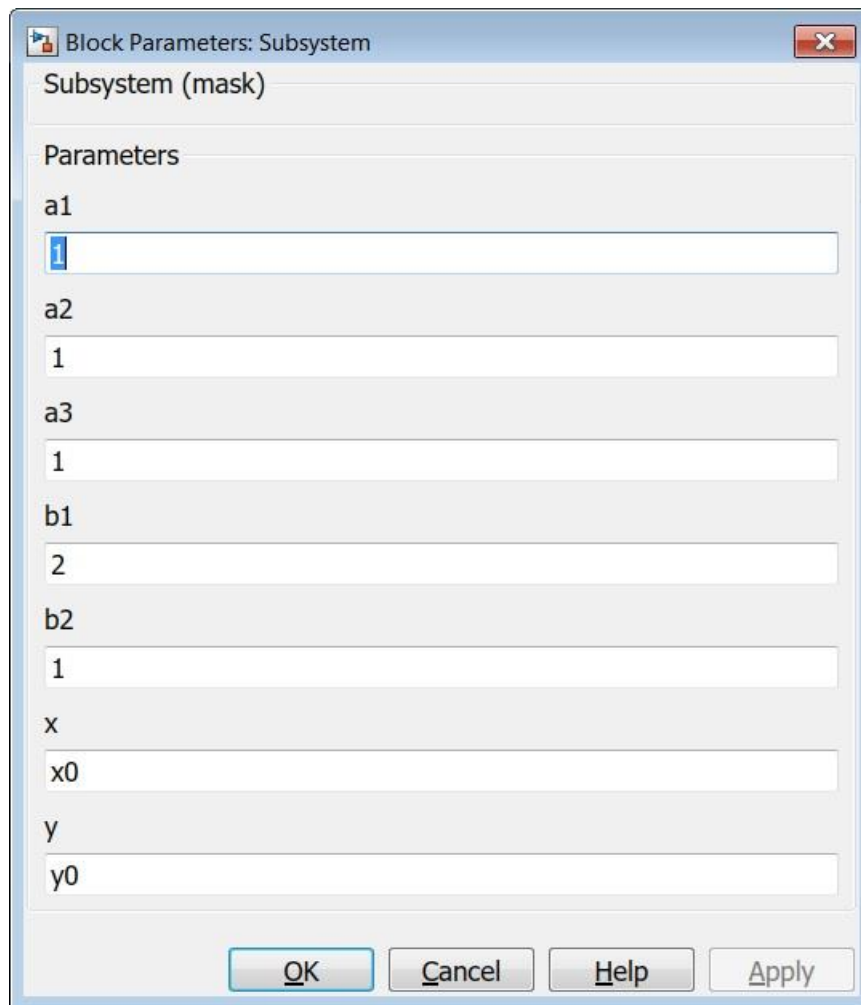 Block Parameters: Subsystem
Subsystem (mask)
Parameters
a1
1
a2
1
a3
1
b1
2
b2
1
x
x0
y
y0
OK Cancel Help Apply